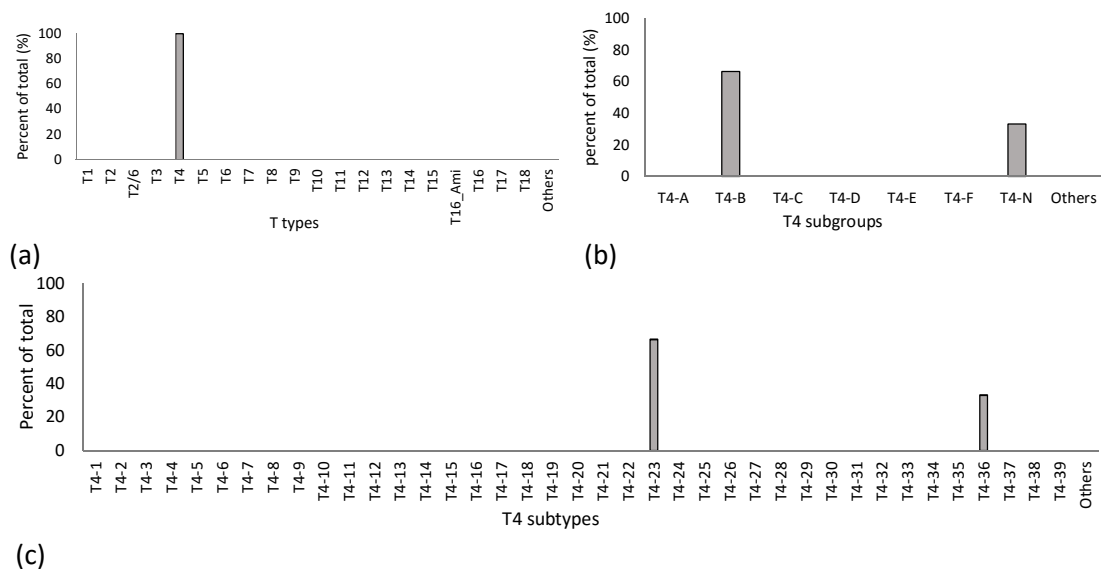 Percent of total (%)
100
80
60
40
20
0
T1 T2 T2/6 T3 T4 T5 T6 T7 T8 T9 T10 T11 T12 T13 T14 T15 T16_Ami T16 T17 T18 Others
T types
(a)
percent of total (%)
100
80
60
40
20
0
T4-A T4-B T4-C T4-D T4-E T4-F T4-N Others
T4 subgroups
(b)
Percent of total
100
80
60
40
20
0
T4-1 T4-2 T4-3 T4-4 T4-5 T4-6 T4-7 T4-8 T4-9 T4-10 T4-11 T4-12 T4-13 T4-14 T4-15 T4-16 T4-17 T4-18 T4-19 T4-20 T4-21 T4-22 T4-23 T4-24 T4-25 T4-26 T4-27 T4-28 T4-29 T4-30 T4-31 T4-32 T4-33 T4-34 T4-35 T4-36 T4-37 T4-38 T4-39 Others
T4 subtypes
(c)